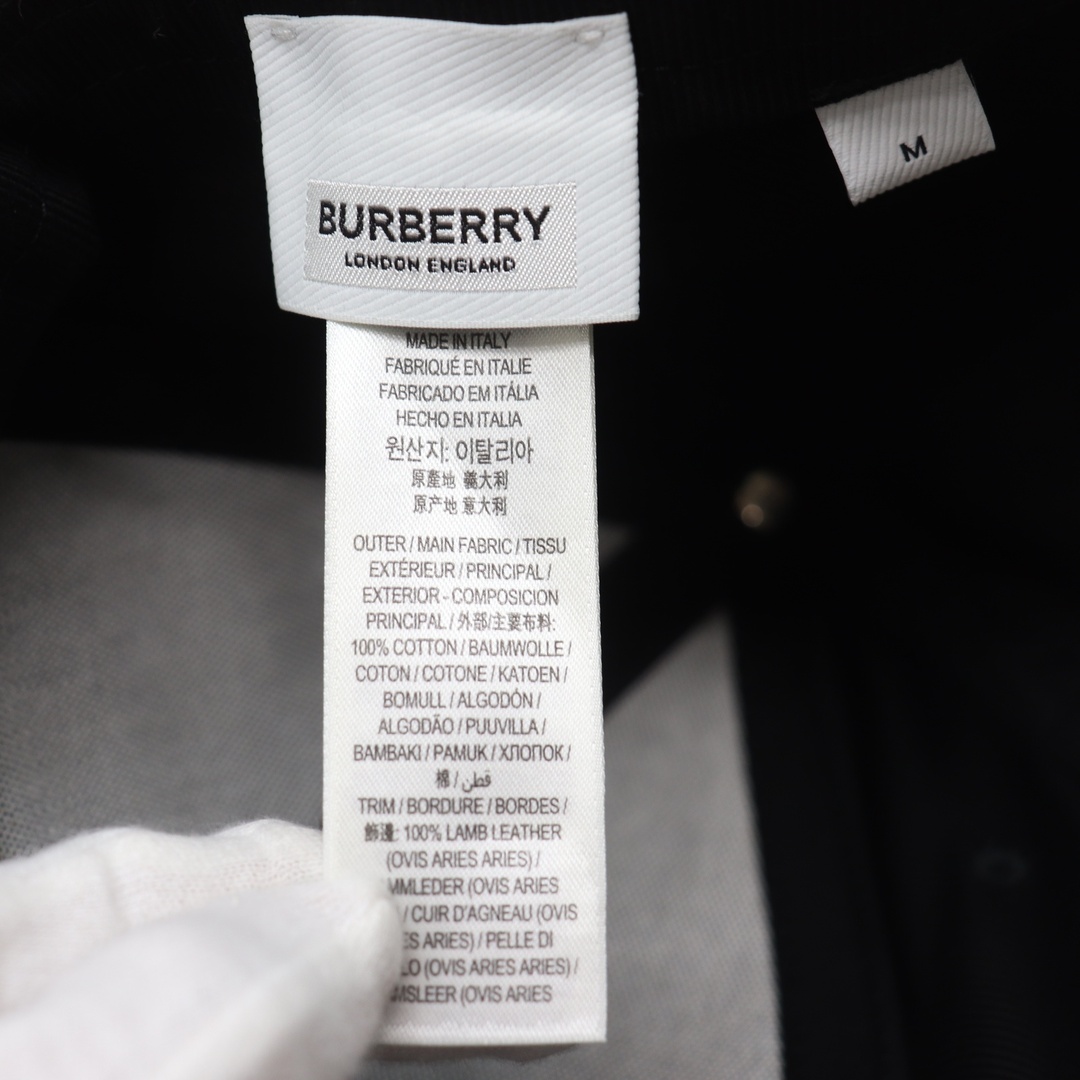 BURBERRY
LONDON ENGLAND
M
MADE IN ITALY
FABRIQUÉ EN ITALIE
FABRICADO EM ITÁLIA
HECHO EN ITALIA
원산지: 이탈리아
原產地 義大利
原产地 意大利
OUTER / MAIN FABRIC / TISSU
EXTÉRIEUR / PRINCIPAL /
EXTERIOR - COMPOSICION
PRINCIPAL / 外部/主要布料:
100% COTTON / BAUMWOLLE /
COTON / COTONE / KATOEN /
BOMULL / ALGODÓN /
ALGODÃO / PUUVILLA /
BAMBAKI / PAMUK / ХЛОПОК /
棉 / قطن
TRIM / BORDURE / BORDES /
飾邊: 100% LAMB LEATHER
(OVIS ARIES ARIES) /
MMLEDER (OVIS ARIES
/ CUIR D'AGNEAU (OVIS
ES ARIES) / PELLE DI
LO (OVIS ARIES ARIES) /
MSLEER (OVIS ARIES